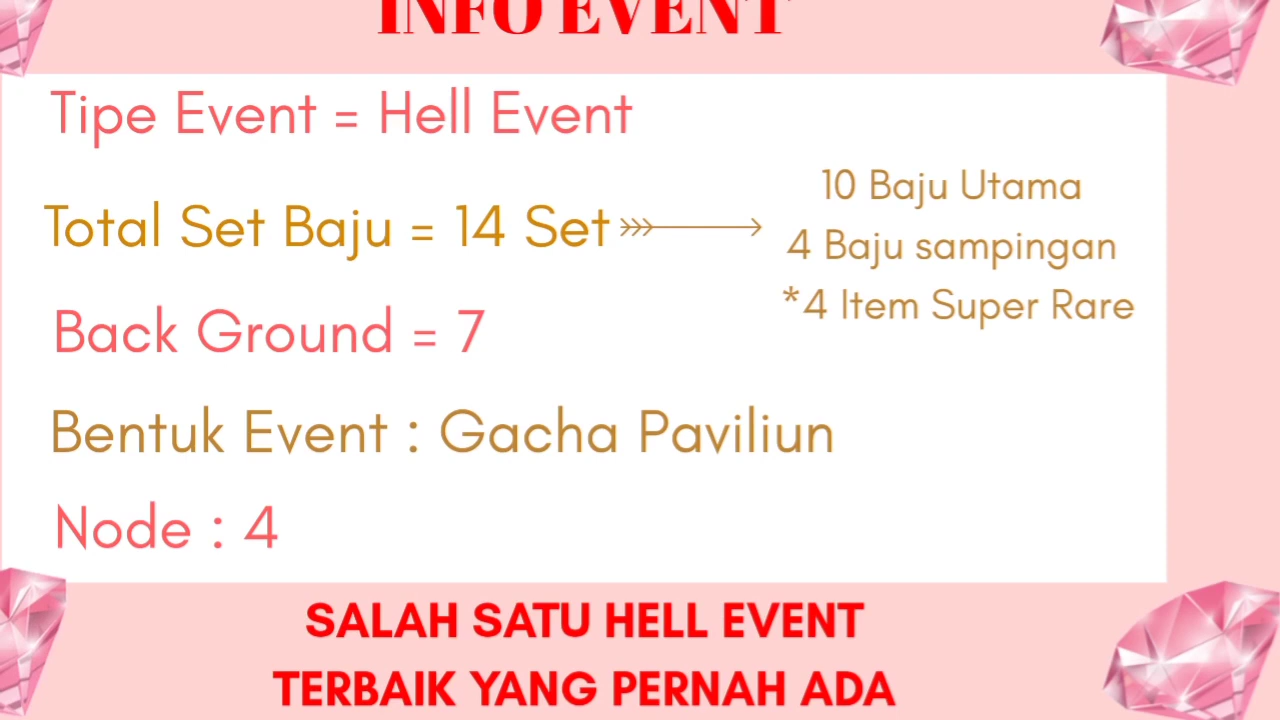 INFO EVENT
Tipe Event = Hell Event
Total Set Baju = 14 Set
10 Baju Utama
4 Baju sampingan
*4 Item Super Rare
Back Ground = 7
Bentuk Event : Gacha Paviliun
Node : 4
SALAH SATU HELL EVENT
TERBAIK YANG PERNAH ADA